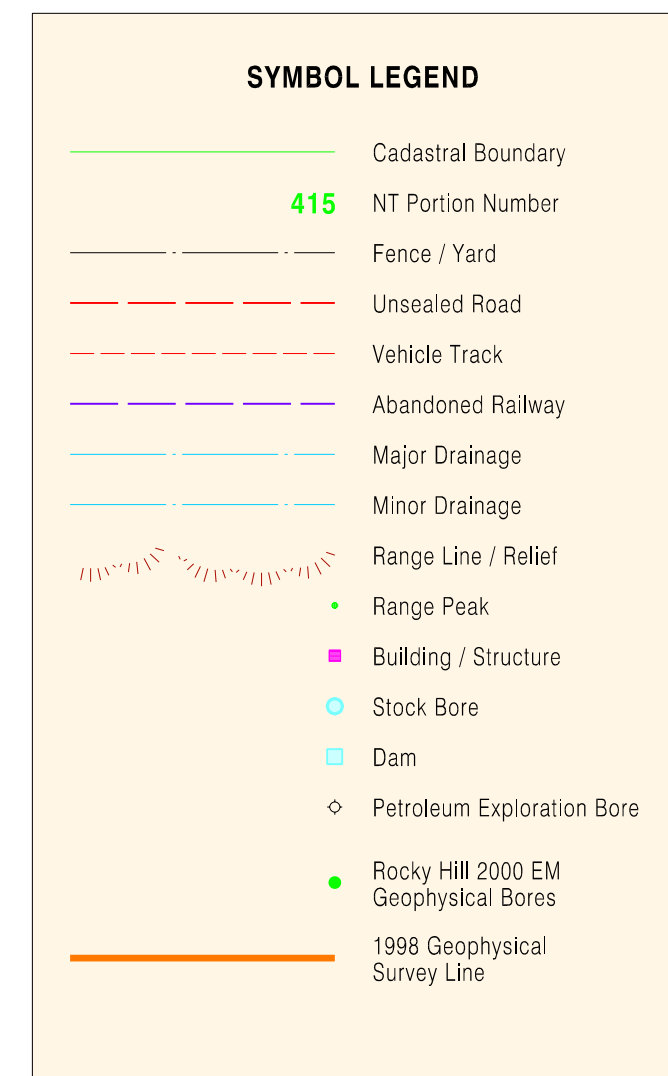 SYMBOL LEGEND
Cadastral Boundary
415 NT Portion Number
Fence / Yard
Unsealed Road
Vehicle Track
Abandoned Railway
Major Drainage
Minor Drainage
Range Line / Relief
Range Peak
Building / Structure
Stock Bore
Dam
Petroleum Exploration Bore
Rocky Hill 2000 EM
Geophysical Bores
1998 Geophysical
Survey Line